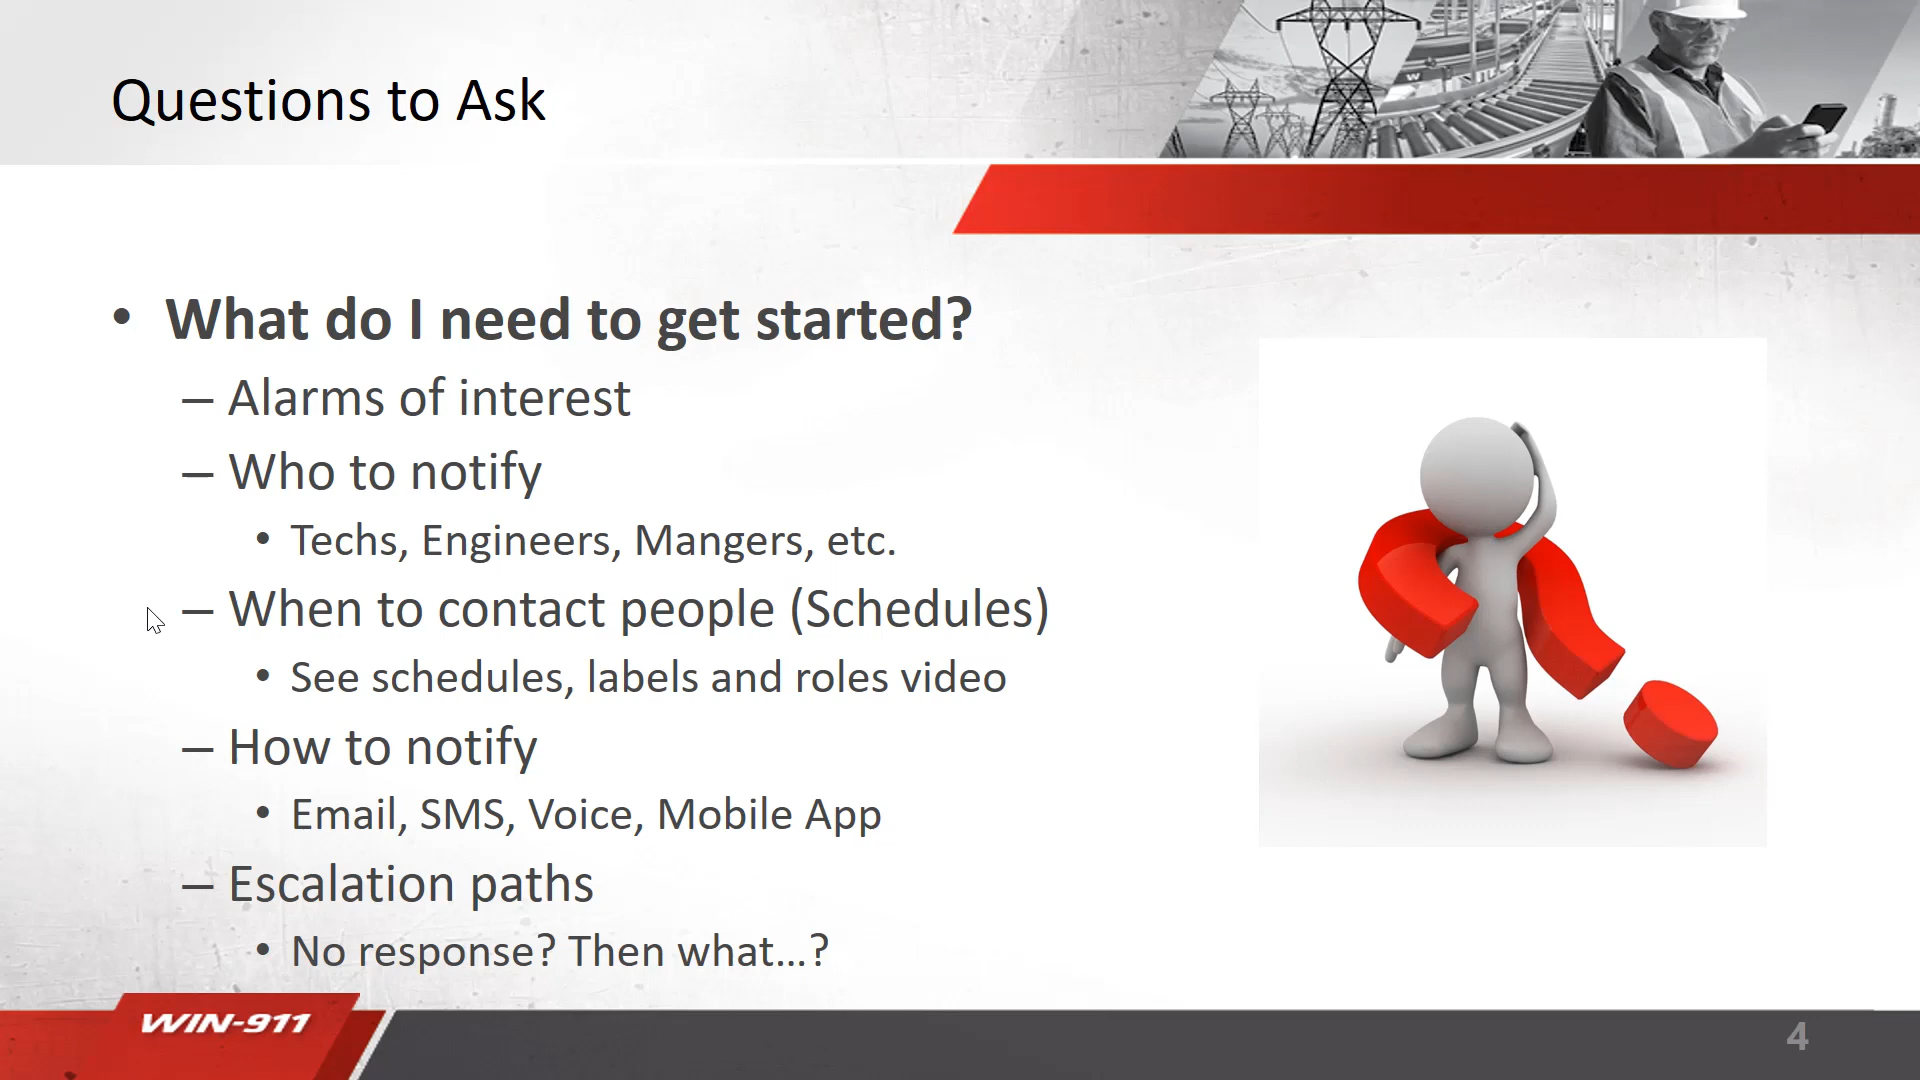 Questions to Ask
• What do I need to get started?
– Alarms of interest
– Who to notify
• Techs, Engineers, Mangers, etc.
– When to contact people (Schedules)
• See schedules, labels and roles video
– How to notify
• Email, SMS, Voice, Mobile App
– Escalation paths
• No response? Then what...?
WIN-911
4